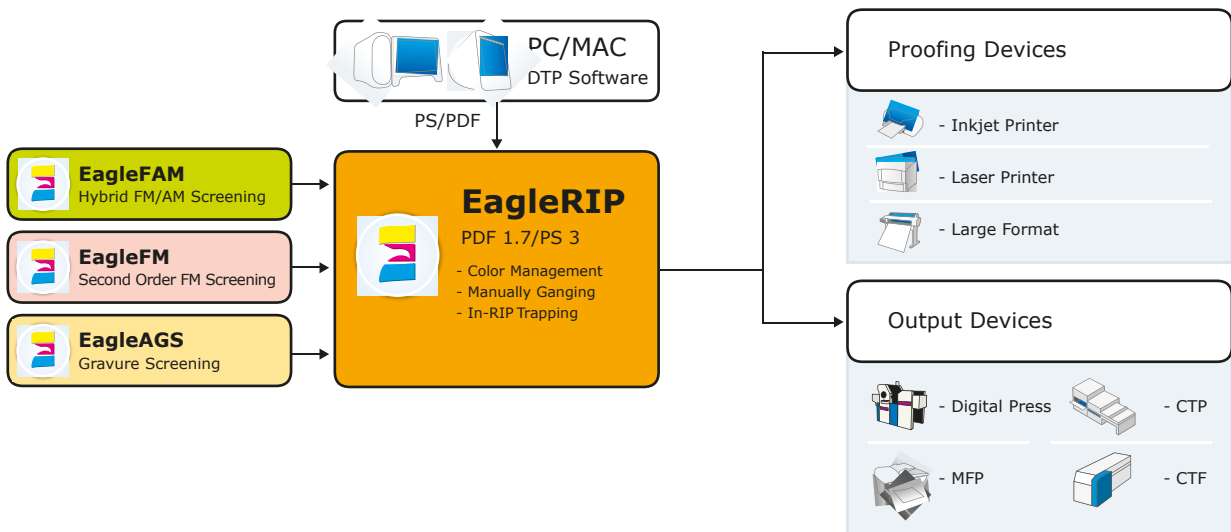 PC/MAC
DTP Software
PS/PDF
EagleFAM
Hybrid FM/AM Screening
EagleFM
Second Order FM Screening
EagleAGS
Gravure Screening
EagleRIP
PDF 1.7/PS 3
- Color Management
- Manually Ganging
- In-RIP Trapping
Proofing Devices
- Inkjet Printer
- Laser Printer
- Large Format
Output Devices
- Digital Press
- CTP
- MFP
- CTF